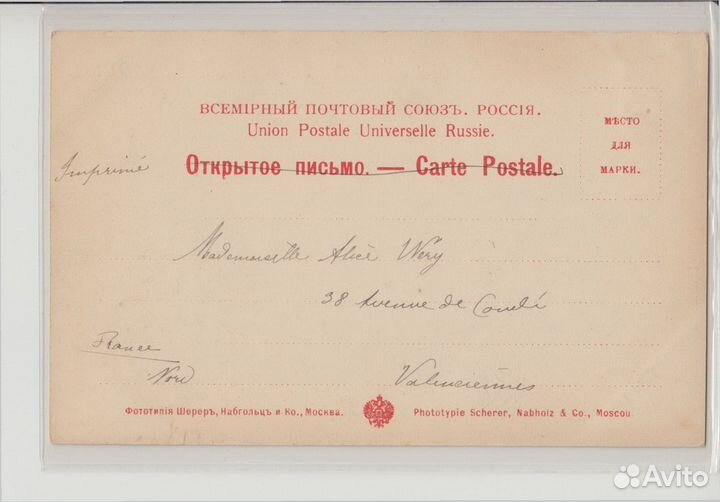 ВСЕМІРНЫЙ ПОЧТОВЫЙ СОЮЗЪ. РОССІЯ.
Union Postale Universelle Russie.
Открытое письмо. — Carte Postale.
МѢСТО
ДЛЯ
МАРКИ.
Imprimé
Mademoiselle Alice Wéry
38 Avenue de Condé
France
Nord
Valenciennes
Фототипія Шереръ, Набгольцъ и Ко., Москва.
Phototypie Scherer, Nabholz & Co., Moscou
Avito